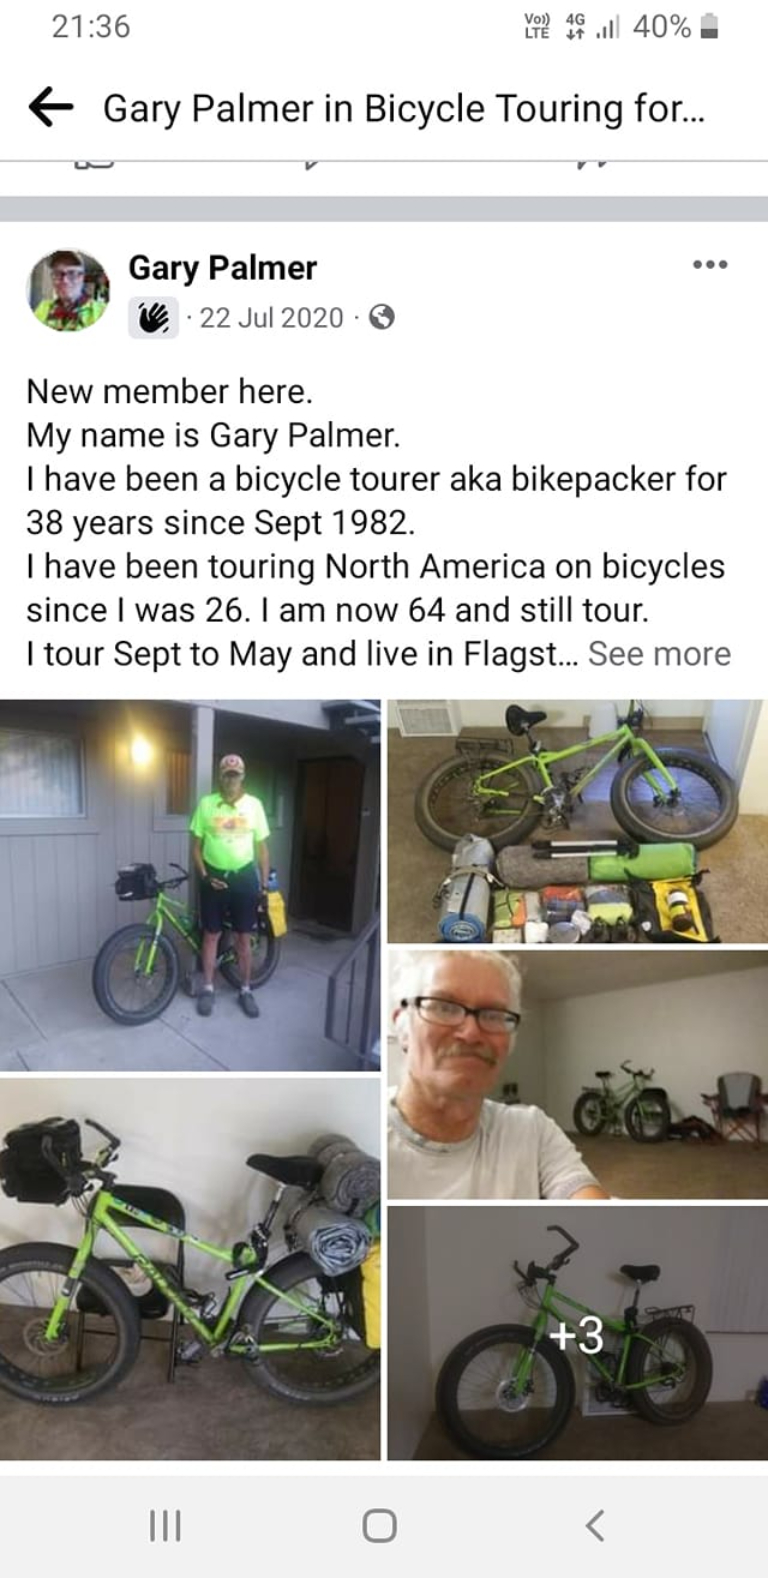 21:36
Vo)) LTE 4G 40%
Gary Palmer in Bicycle Touring for...
Gary Palmer
· 22 Jul 2020 ·
New member here.
My name is Gary Palmer.
I have been a bicycle tourer aka bikepacker for
38 years since Sept 1982.
I have been touring North America on bicycles
since I was 26. I am now 64 and still tour.
I tour Sept to May and live in Flagst... See more
+3